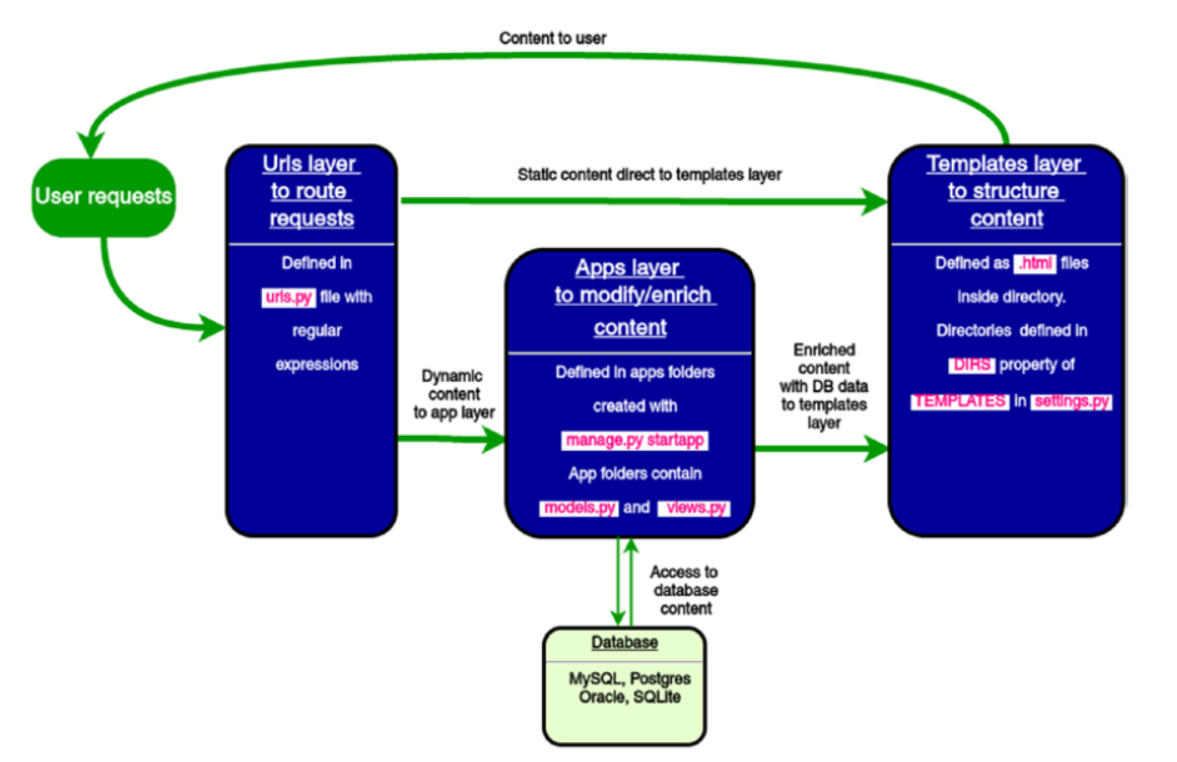 Content to user
User requests
Urls layer
to route
requests
Defined in
urls.py file with
regular
expressions
Static content direct to templates layer
Templates layer
to structure
content
Defined as .html files
inside directory.
Directories defined in
DIRS property of
TEMPLATES in settings.py
Dynamic
content
to app layer
Apps layer
to modify/enrich
content
Defined in apps folders
created with
manage.py startapp
App folders contain
models.py and views.py
Enriched
content
with DB data
to templates
layer
Access to
database
content
Database
MySQL, Postgres
Oracle, SQLite